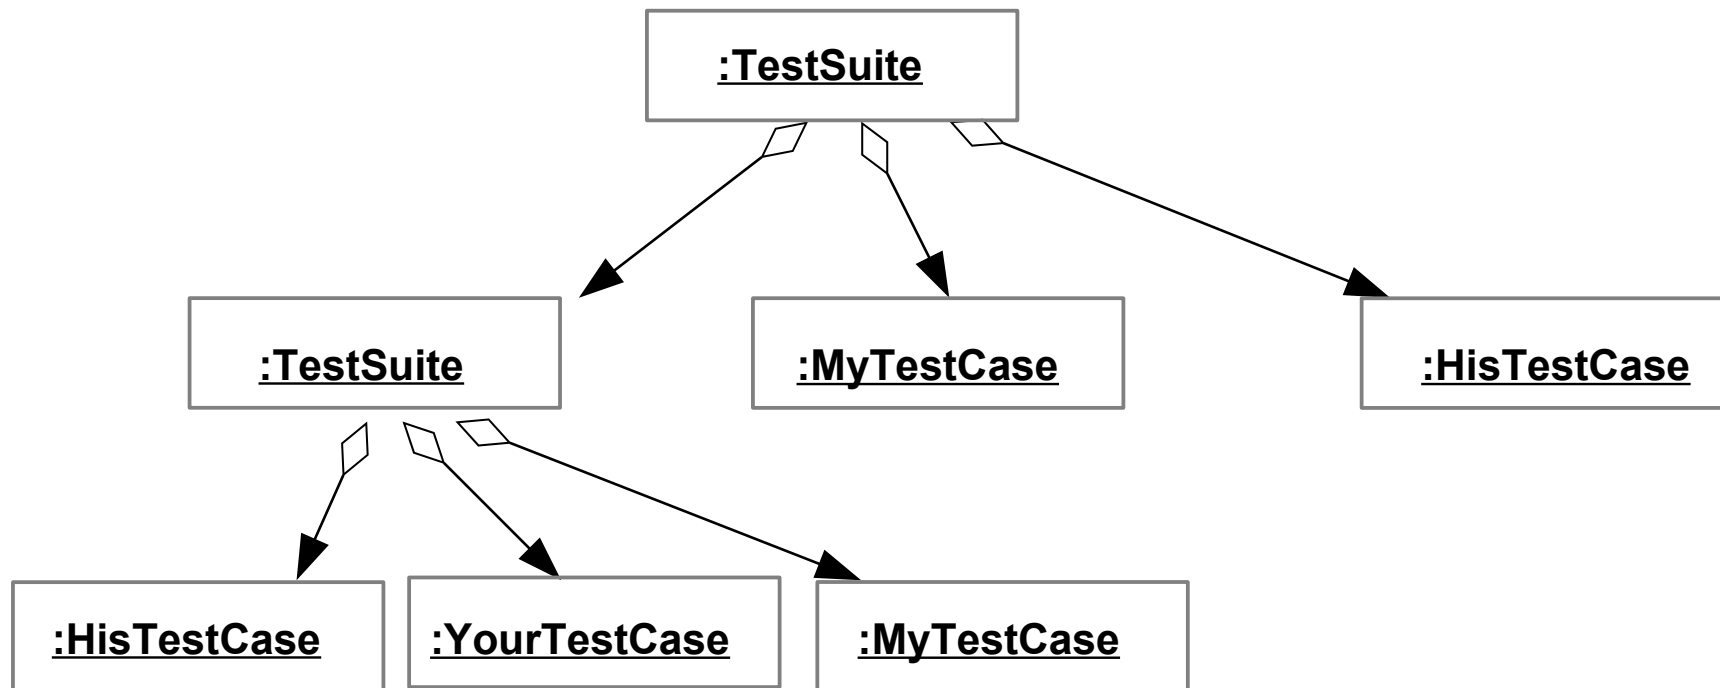 :TestSuite
:TestSuite
:MyTestCase
:HisTestCase
:HisTestCase
:YourTestCase
:MyTestCase